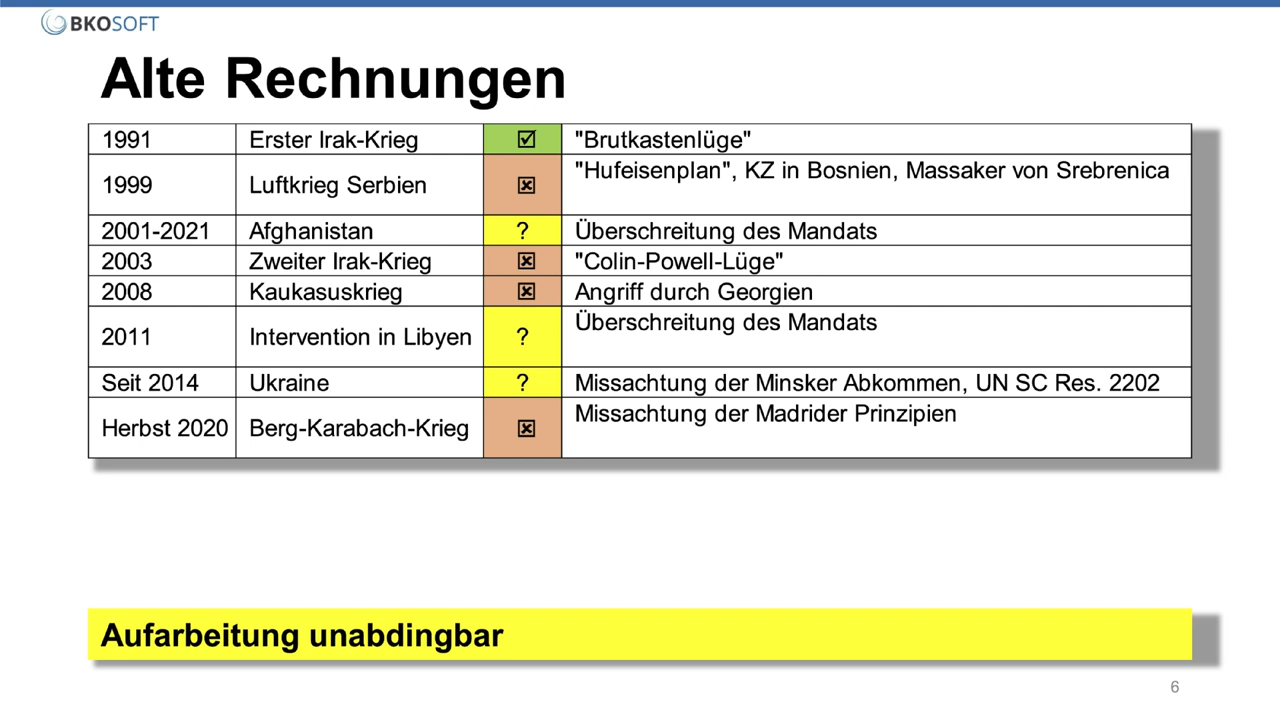 BKOSOFT
Alte Rechnungen
1991 Erster Irak-Krieg ☑ "Brutkastenlüge"
1999 Luftkrieg Serbien ☒ "Hufeisenplan", KZ in Bosnien, Massaker von Srebrenica
2001-2021 Afghanistan ? Überschreitung des Mandats
2003 Zweiter Irak-Krieg ☒ "Colin-Powell-Lüge"
2008 Kaukasuskrieg ☒ Angriff durch Georgien
2011 Intervention in Libyen ? Überschreitung des Mandats
Seit 2014 Ukraine ? Missachtung der Minsker Abkommen, UN SC Res. 2202
Herbst 2020 Berg-Karabach-Krieg ☒ Missachtung der Madrider Prinzipien
Aufarbeitung unabdingbar
6